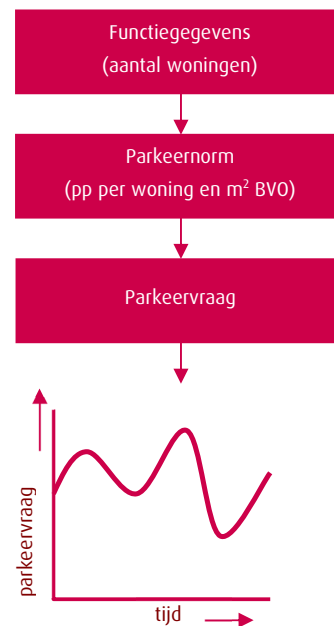 Functiegegevens
(aantal woningen)
Parkeernorm
(pp per woning en m² BVO)
Parkeervraag
parkeervraag
tijd